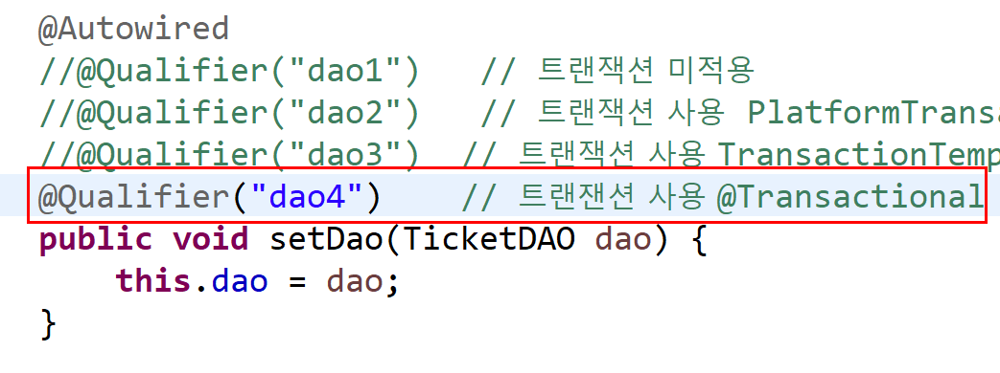 @Autowired
//@Qualifier("dao1")   // 트랜잭션 미적용
//@Qualifier("dao2")   // 트랜잭션 사용  PlatformTransa
//@Qualifier("dao3")  // 트랜잭션 사용 TransactionTemp
@Qualifier("dao4")    // 트랜잰션 사용 @Transactional
public void setDao(TicketDAO dao) {
    this.dao = dao;
}